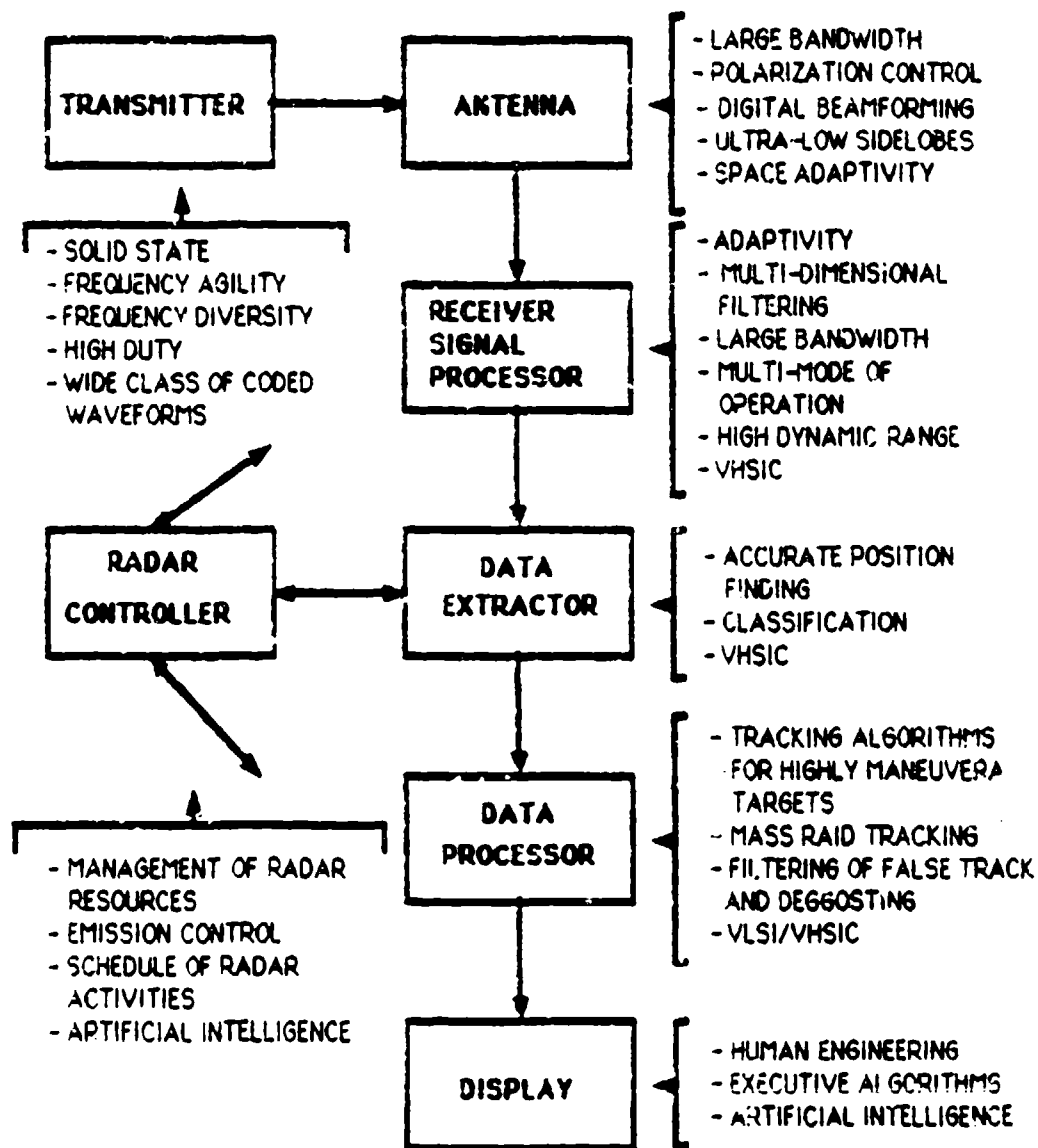 TRANSMITTER
ANTENNA
- LARGE BANDWIDTH
- POLARIZATION CONTROL
- DIGITAL BEAMFORMING
- ULTRA-LOW SIDELOBES
- SPACE ADAPTIVITY
- SOLID STATE
- FREQUENCY AGILITY
- FREQUENCY DIVERSITY
- HIGH DUTY
- WIDE CLASS OF CODED
WAVEFORMS
RECEIVER
SIGNAL
PROCESSOR
- ADAPTIVITY
- MULTI-DIMENSIONAL
FILTERING
- LARGE BANDWIDTH
- MULTI-MODE OF
OPERATION
- HIGH DYNAMIC RANGE
- VHSIC
RADAR
CONTROLLER
DATA
EXTRACTOR
- ACCURATE POSITION
FINDING
- CLASSIFICATION
- VHSIC
DATA
PROCESSOR
- TRACKING ALGORITHMS
FOR HIGHLY MANEUVERA
TARGETS
- MASS RAID TRACKING
- FILTERING OF FALSE TRACK
AND DEGGOSTING
- VLSI/VHSIC
- MANAGEMENT OF RADAR
RESOURCES
- EMISSION CONTROL
- SCHEDULE OF RADAR
ACTIVITIES
- ARTIFICIAL INTELLIGENCE
DISPLAY
- HUMAN ENGINEERING
- EXECUTIVE ALGORITHMS
- ARTIFICIAL INTELLIGENCE